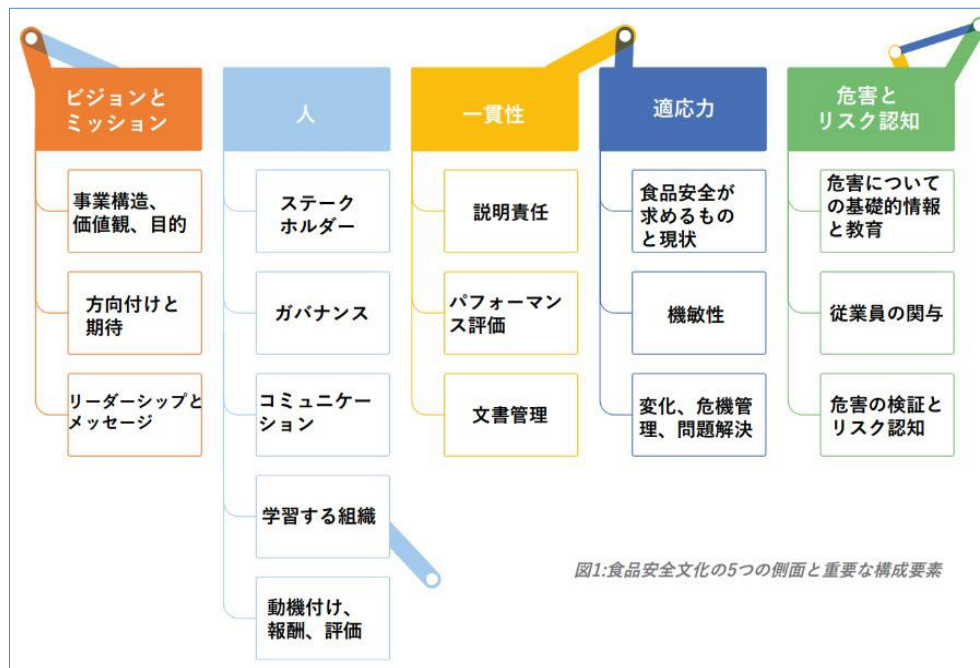 ビジョンと
ミッション
事業構造、
価値観、目的
方向付けと
期待
リーダーシップと
メッセージ
人
ステーク
ホルダー
ガバナンス
コミュニケー
ション
学習する組織
動機付け、
報酬、評価
一貫性
説明責任
パフォーマン
ス評価
文書管理
適応力
食品安全が
求めるもの
と現状
機敏性
変化、危機管
理、問題解決
危害と
リスク認知
危害について
の基礎的情報
と教育
従業員の関与
危害の検証と
リスク認知
図1:食品安全文化の5つの側面と重要な構成要素